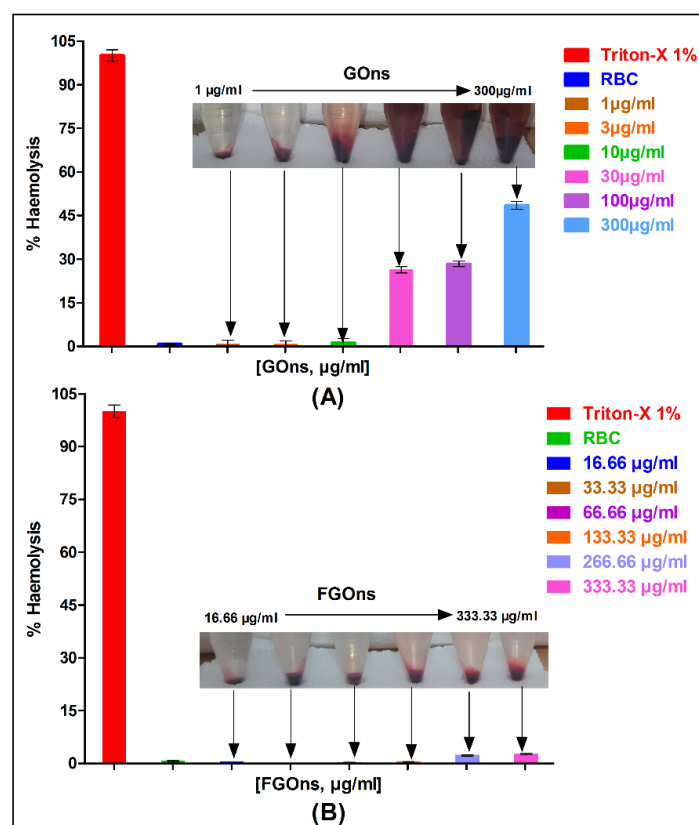 105
90
75
60
45
30
15
0
% Haemolysis
GOns
1 µg/ml
300µg/ml
Triton-X 1%
RBC
1µg/ml
3µg/ml
10µg/ml
30µg/ml
100µg/ml
300µg/ml
[GOns, µg/ml]
(A)
105
90
75
60
45
30
15
0
% Haemolysis
FGOns
16.66 µg/ml
333.33 µg/ml
Triton-X 1%
RBC
16.66 µg/ml
33.33 µg/ml
66.66 µg/ml
133.33 µg/ml
266.66 µg/ml
333.33 µg/ml
[FGOns, µg/ml]
(B)